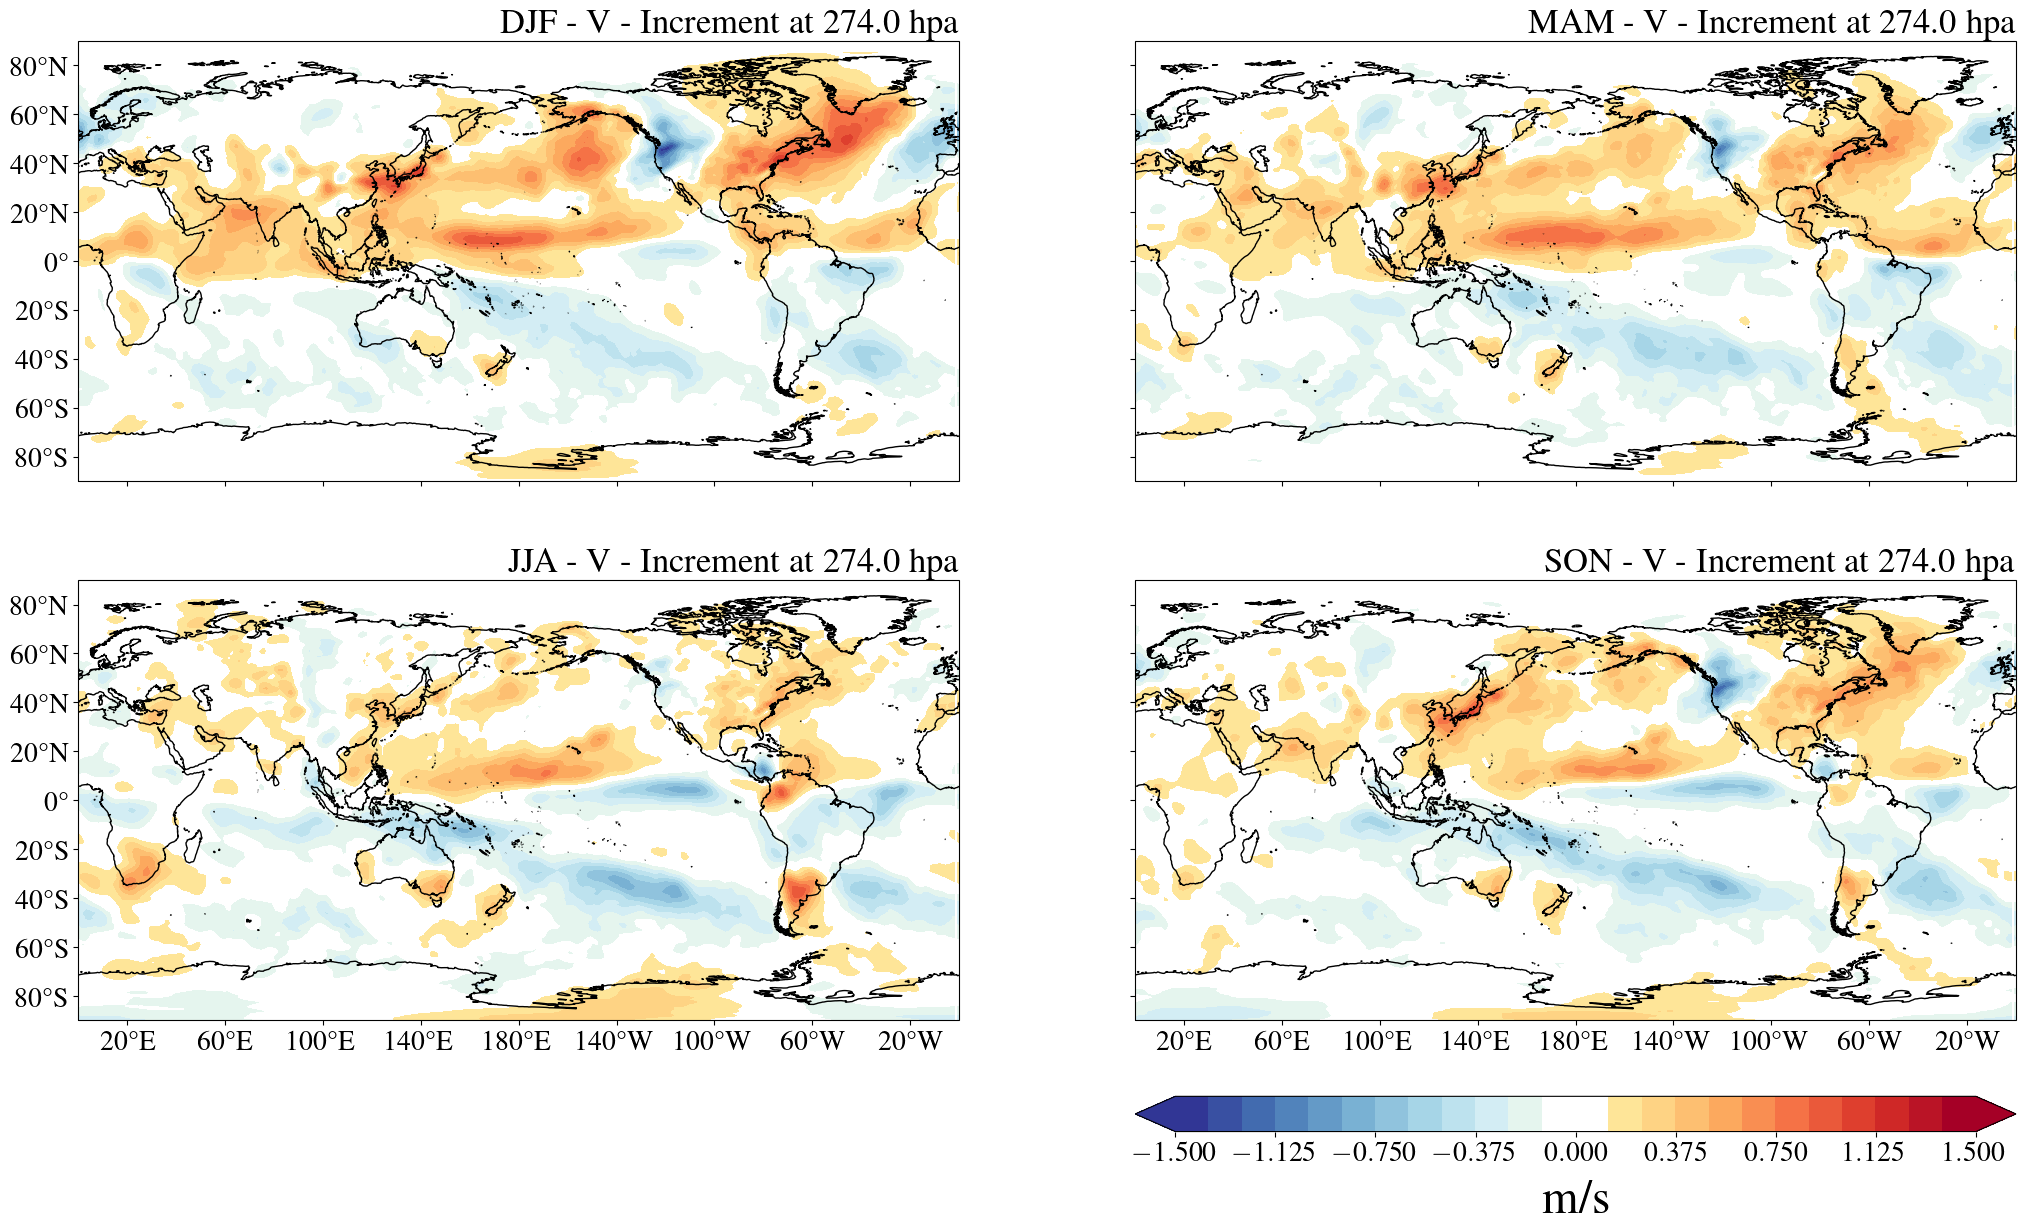 DJF - V - Increment at 274.0 hpa
MAM - V - Increment at 274.0 hpa
80°N
60°N
40°N
20°N
0°
20°S
40°S
60°S
80°S
JJA - V - Increment at 274.0 hpa
SON - V - Increment at 274.0 hpa
80°N
60°N
40°N
20°N
0°
20°S
40°S
60°S
80°S
20°E 60°E 100°E 140°E 180°E 140°W 100°W 60°W 20°W
20°E 60°E 100°E 140°E 180°E 140°W 100°W 60°W 20°W
−1.500 −1.125 −0.750 −0.375 0.000 0.375 0.750 1.125 1.500
m/s